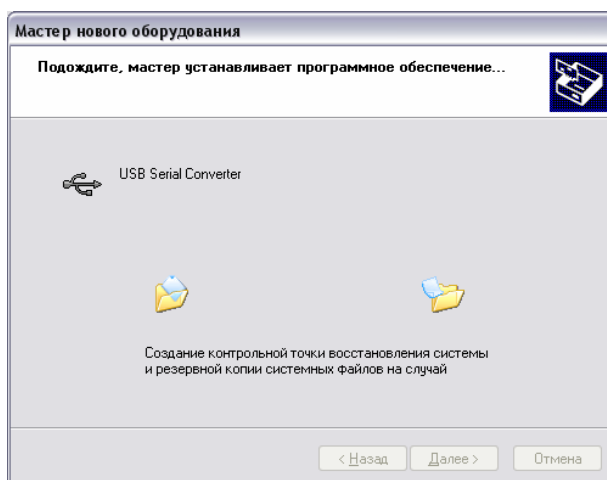 Мастер нового оборудования
Подождите, мастер устанавливает программное обеспечение...
USB Serial Converter
Создание контрольной точки восстановления системы
и резервной копии системных файлов на случай
< Назад
Далее >
Отмена